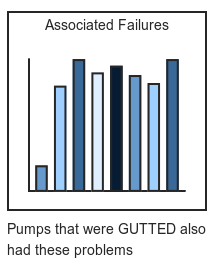 Associated Failures
Pumps that were GUTTED also
had these problems